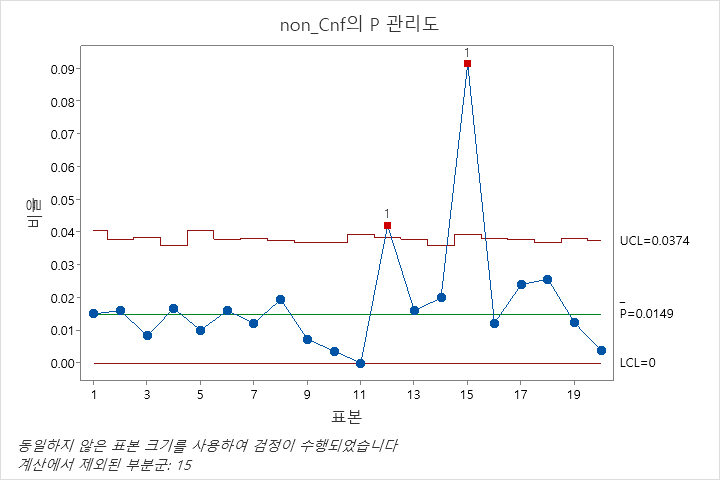 non_Cnf의 P 관리도
0.09
0.08
0.07
0.06
0.05
0.04
0.03
0.02
0.01
0.00
비율
1
1
UCL=0.0374
_
P=0.0149
LCL=0
1 3 5 7 9 11 13 15 17 19
표본
동일하지 않은 표본 크기를 사용하여 검정이 수행되었습니다
계산에서 제외된 부분군: 15